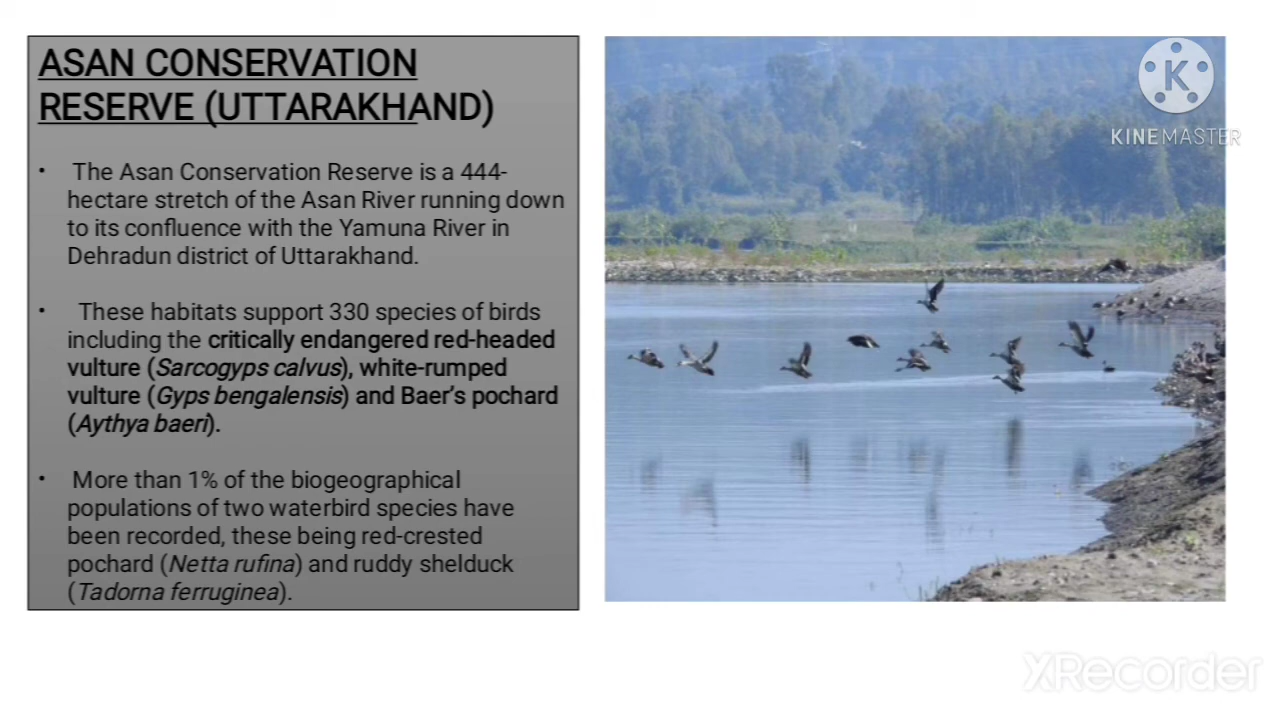 ASAN CONSERVATION
RESERVE (UTTARAKHAND)
• The Asan Conservation Reserve is a 444-
hectare stretch of the Asan River running down
to its confluence with the Yamuna River in
Dehradun district of Uttarakhand.
• These habitats support 330 species of birds
including the critically endangered red-headed
vulture (Sarcogyps calvus), white-rumped
vulture (Gyps bengalensis) and Baer's pochard
(Aythya baeri).
• More than 1% of the biogeographical
populations of two waterbird species have
been recorded, these being red-crested
pochard (Netta rufina) and ruddy shelduck
(Tadorna ferruginea).
K
KINEMASTER
XRecorder